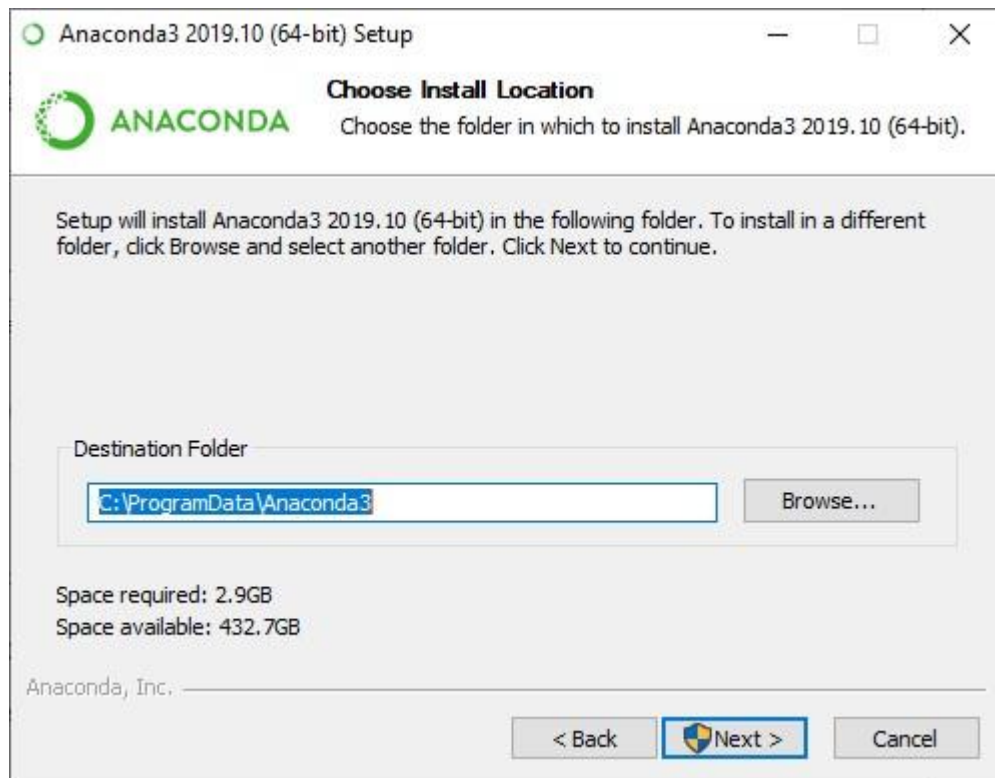 Anaconda3 2019.10 (64-bit) Setup
ANACONDA
Choose Install Location
Choose the folder in which to install Anaconda3 2019.10 (64-bit).
Setup will install Anaconda3 2019.10 (64-bit) in the following folder. To install in a different
folder, click Browse and select another folder. Click Next to continue.
Destination Folder
C:\ProgramData\Anaconda3
Browse...
Space required: 2.9GB
Space available: 432.7GB
Anaconda, Inc.
< Back
Next >
Cancel